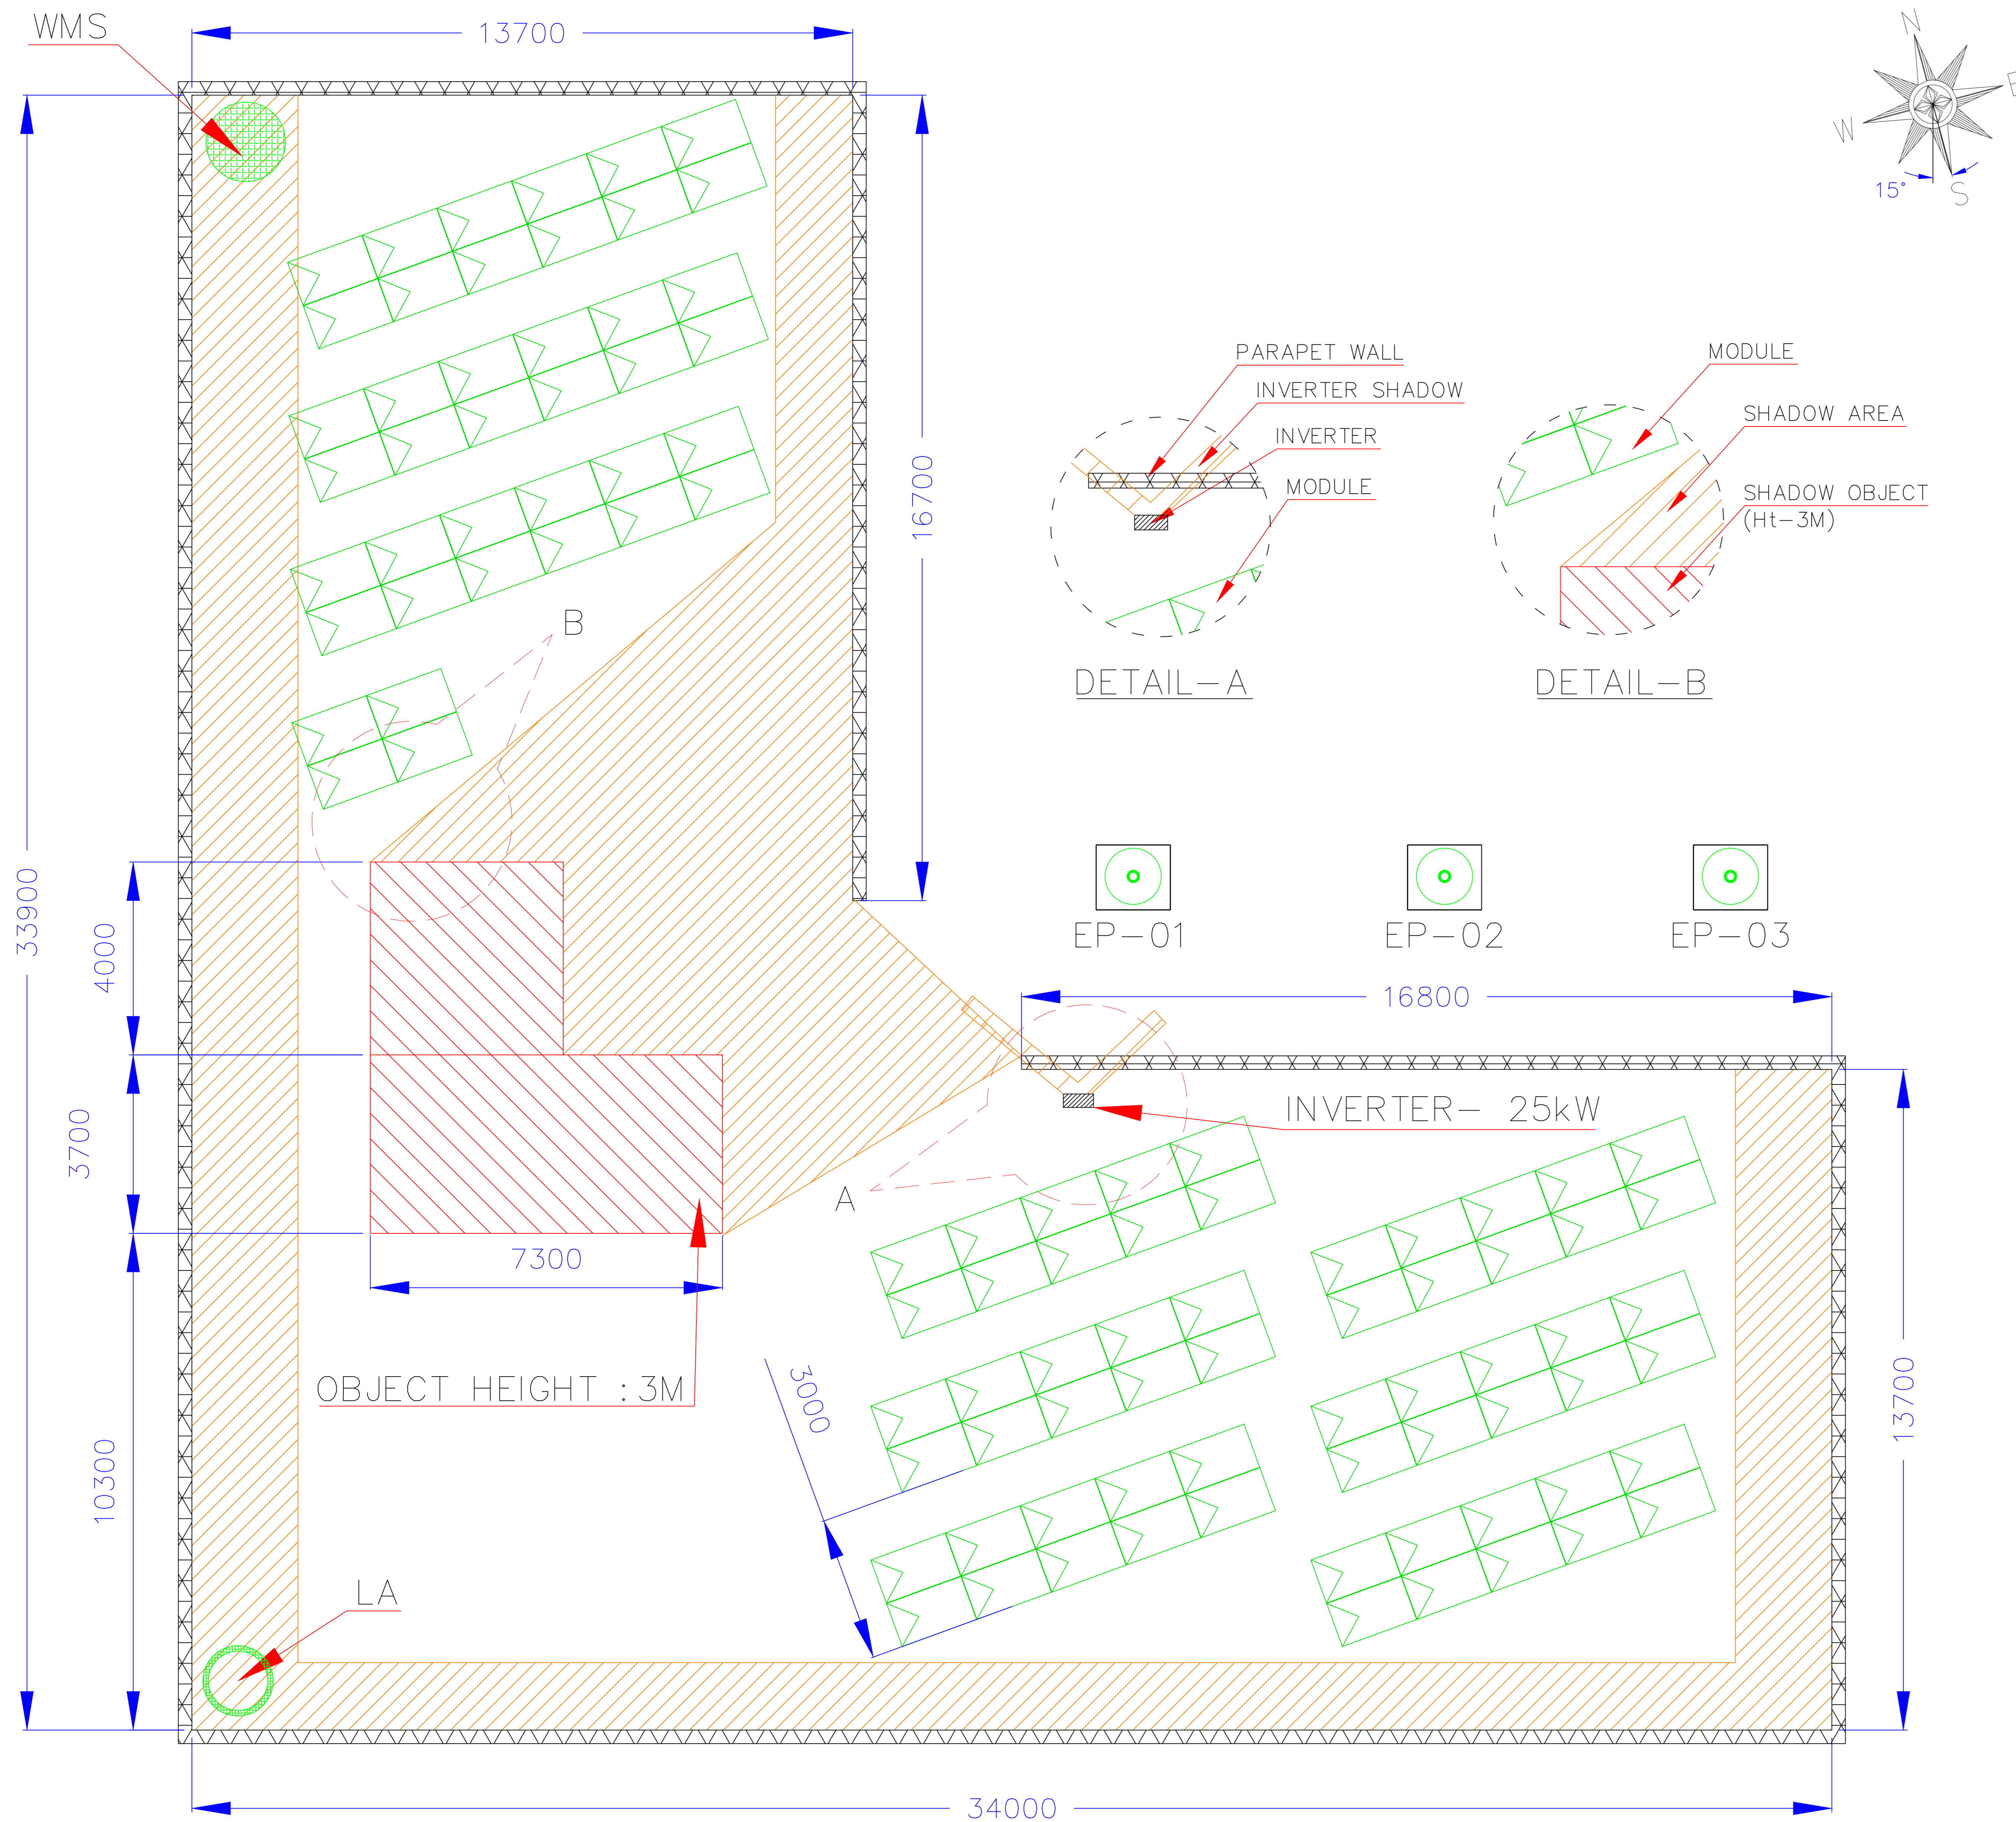 WMS
13700
N
E
W
S
15°
33900
16700
PARAPET WALL
INVERTER SHADOW
INVERTER
MODULE
DETAIL-A
MODULE
SHADOW AREA
SHADOW OBJECT
(Ht-3M)
DETAIL-B
B
EP-01
EP-02
EP-03
4000
16800
3700
INVERTER- 25kW
A
7300
OBJECT HEIGHT : 3M
3000
13700
10300
LA
34000